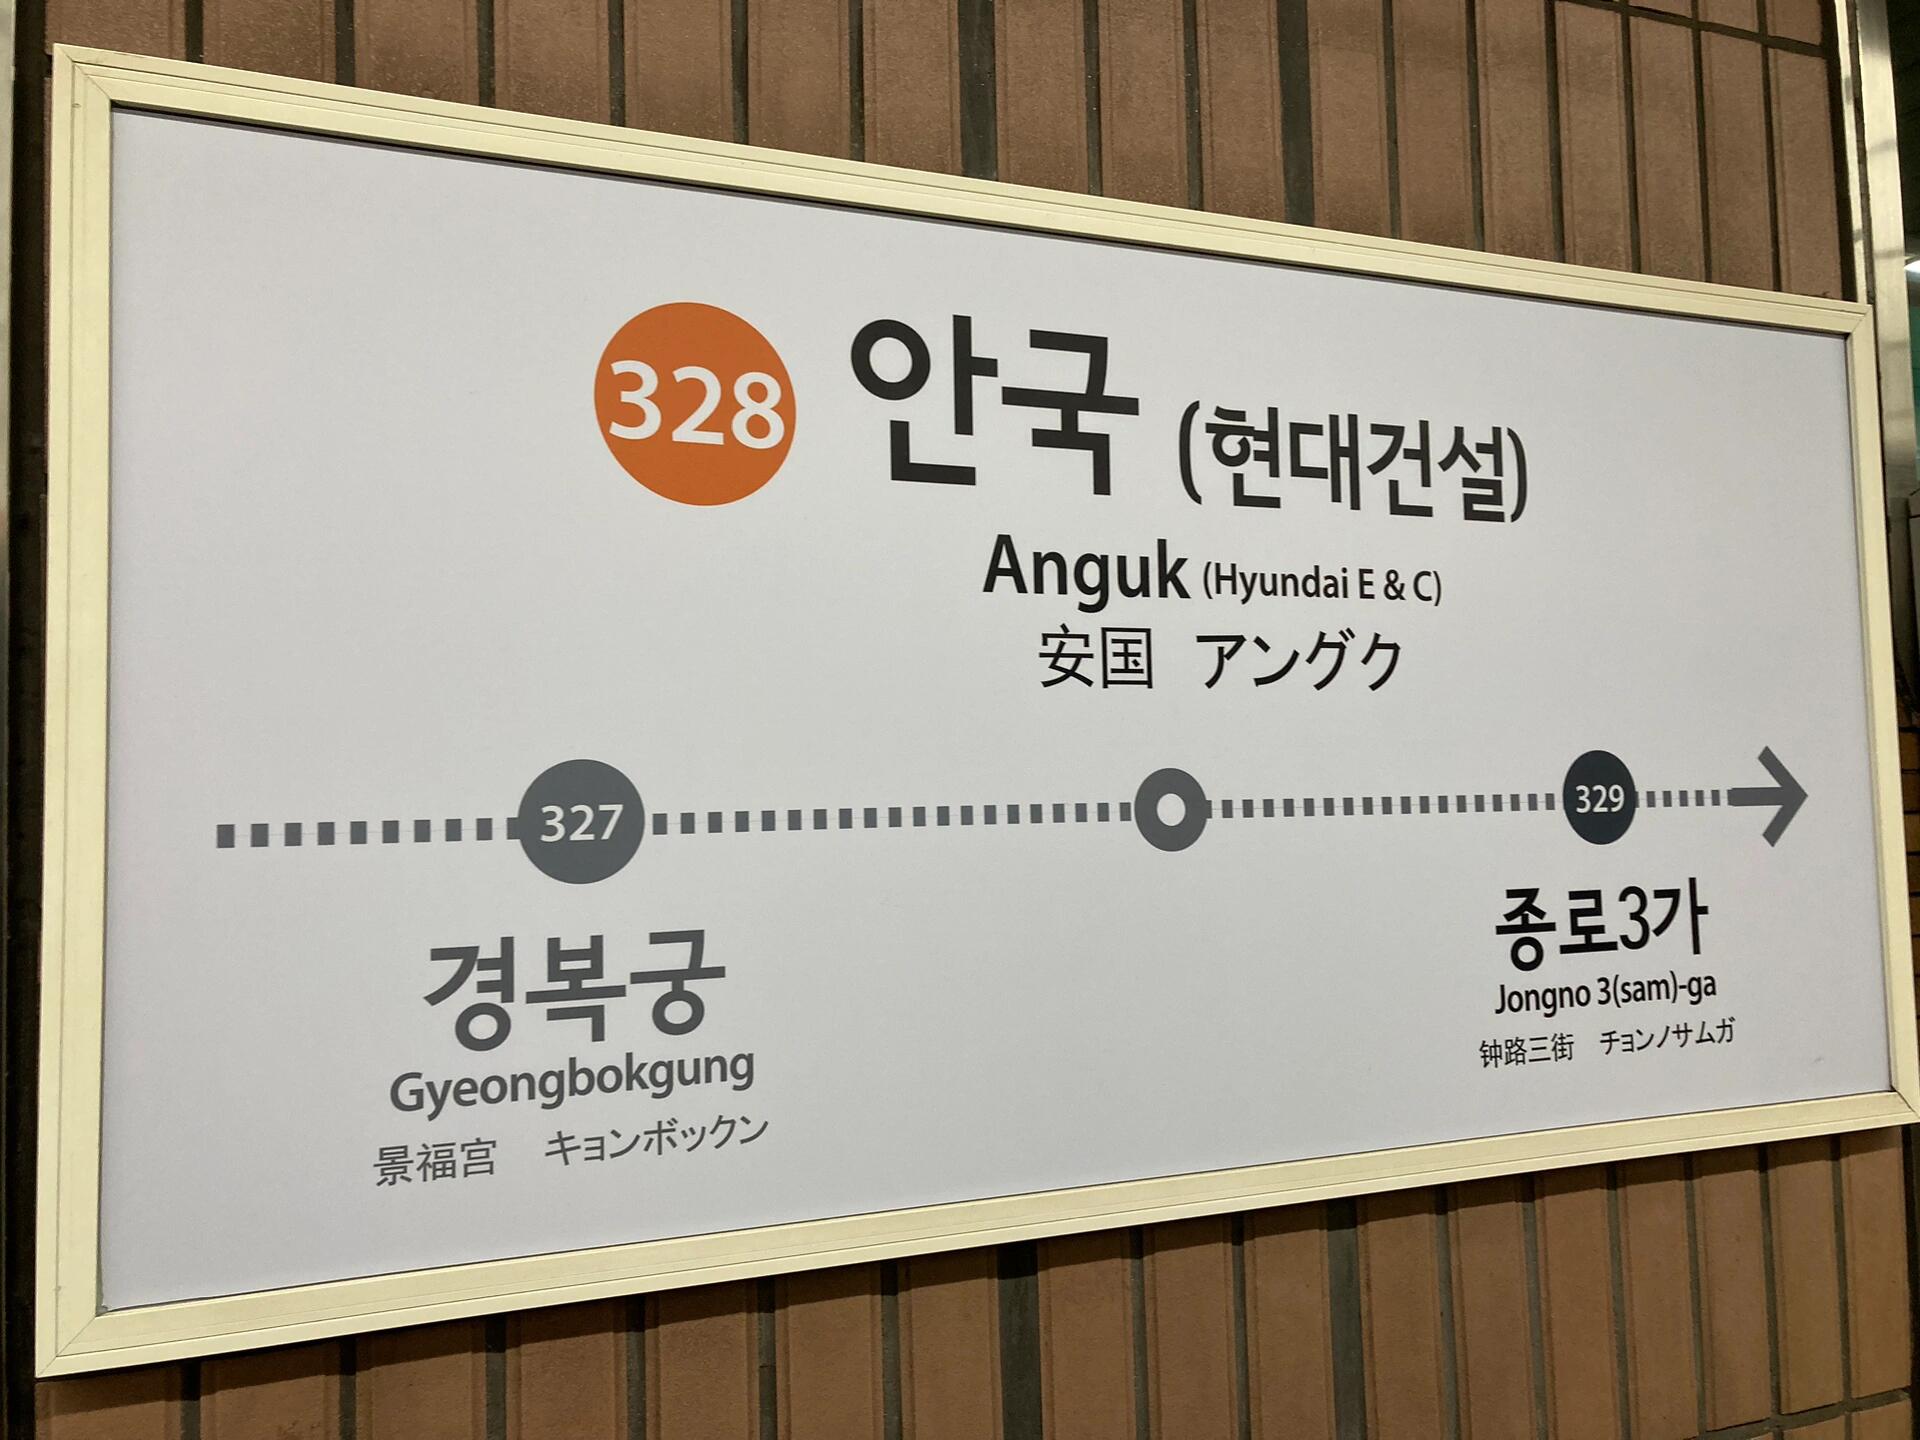 328 안국 (현대건설)
Anguk (Hyundai E & C)
安国 アングク
327
329
경복궁
Gyeongbokgung
景福宫 キョンボックン
종로3가
Jongno 3(sam)-ga
钟路三街 チョンノサムガ